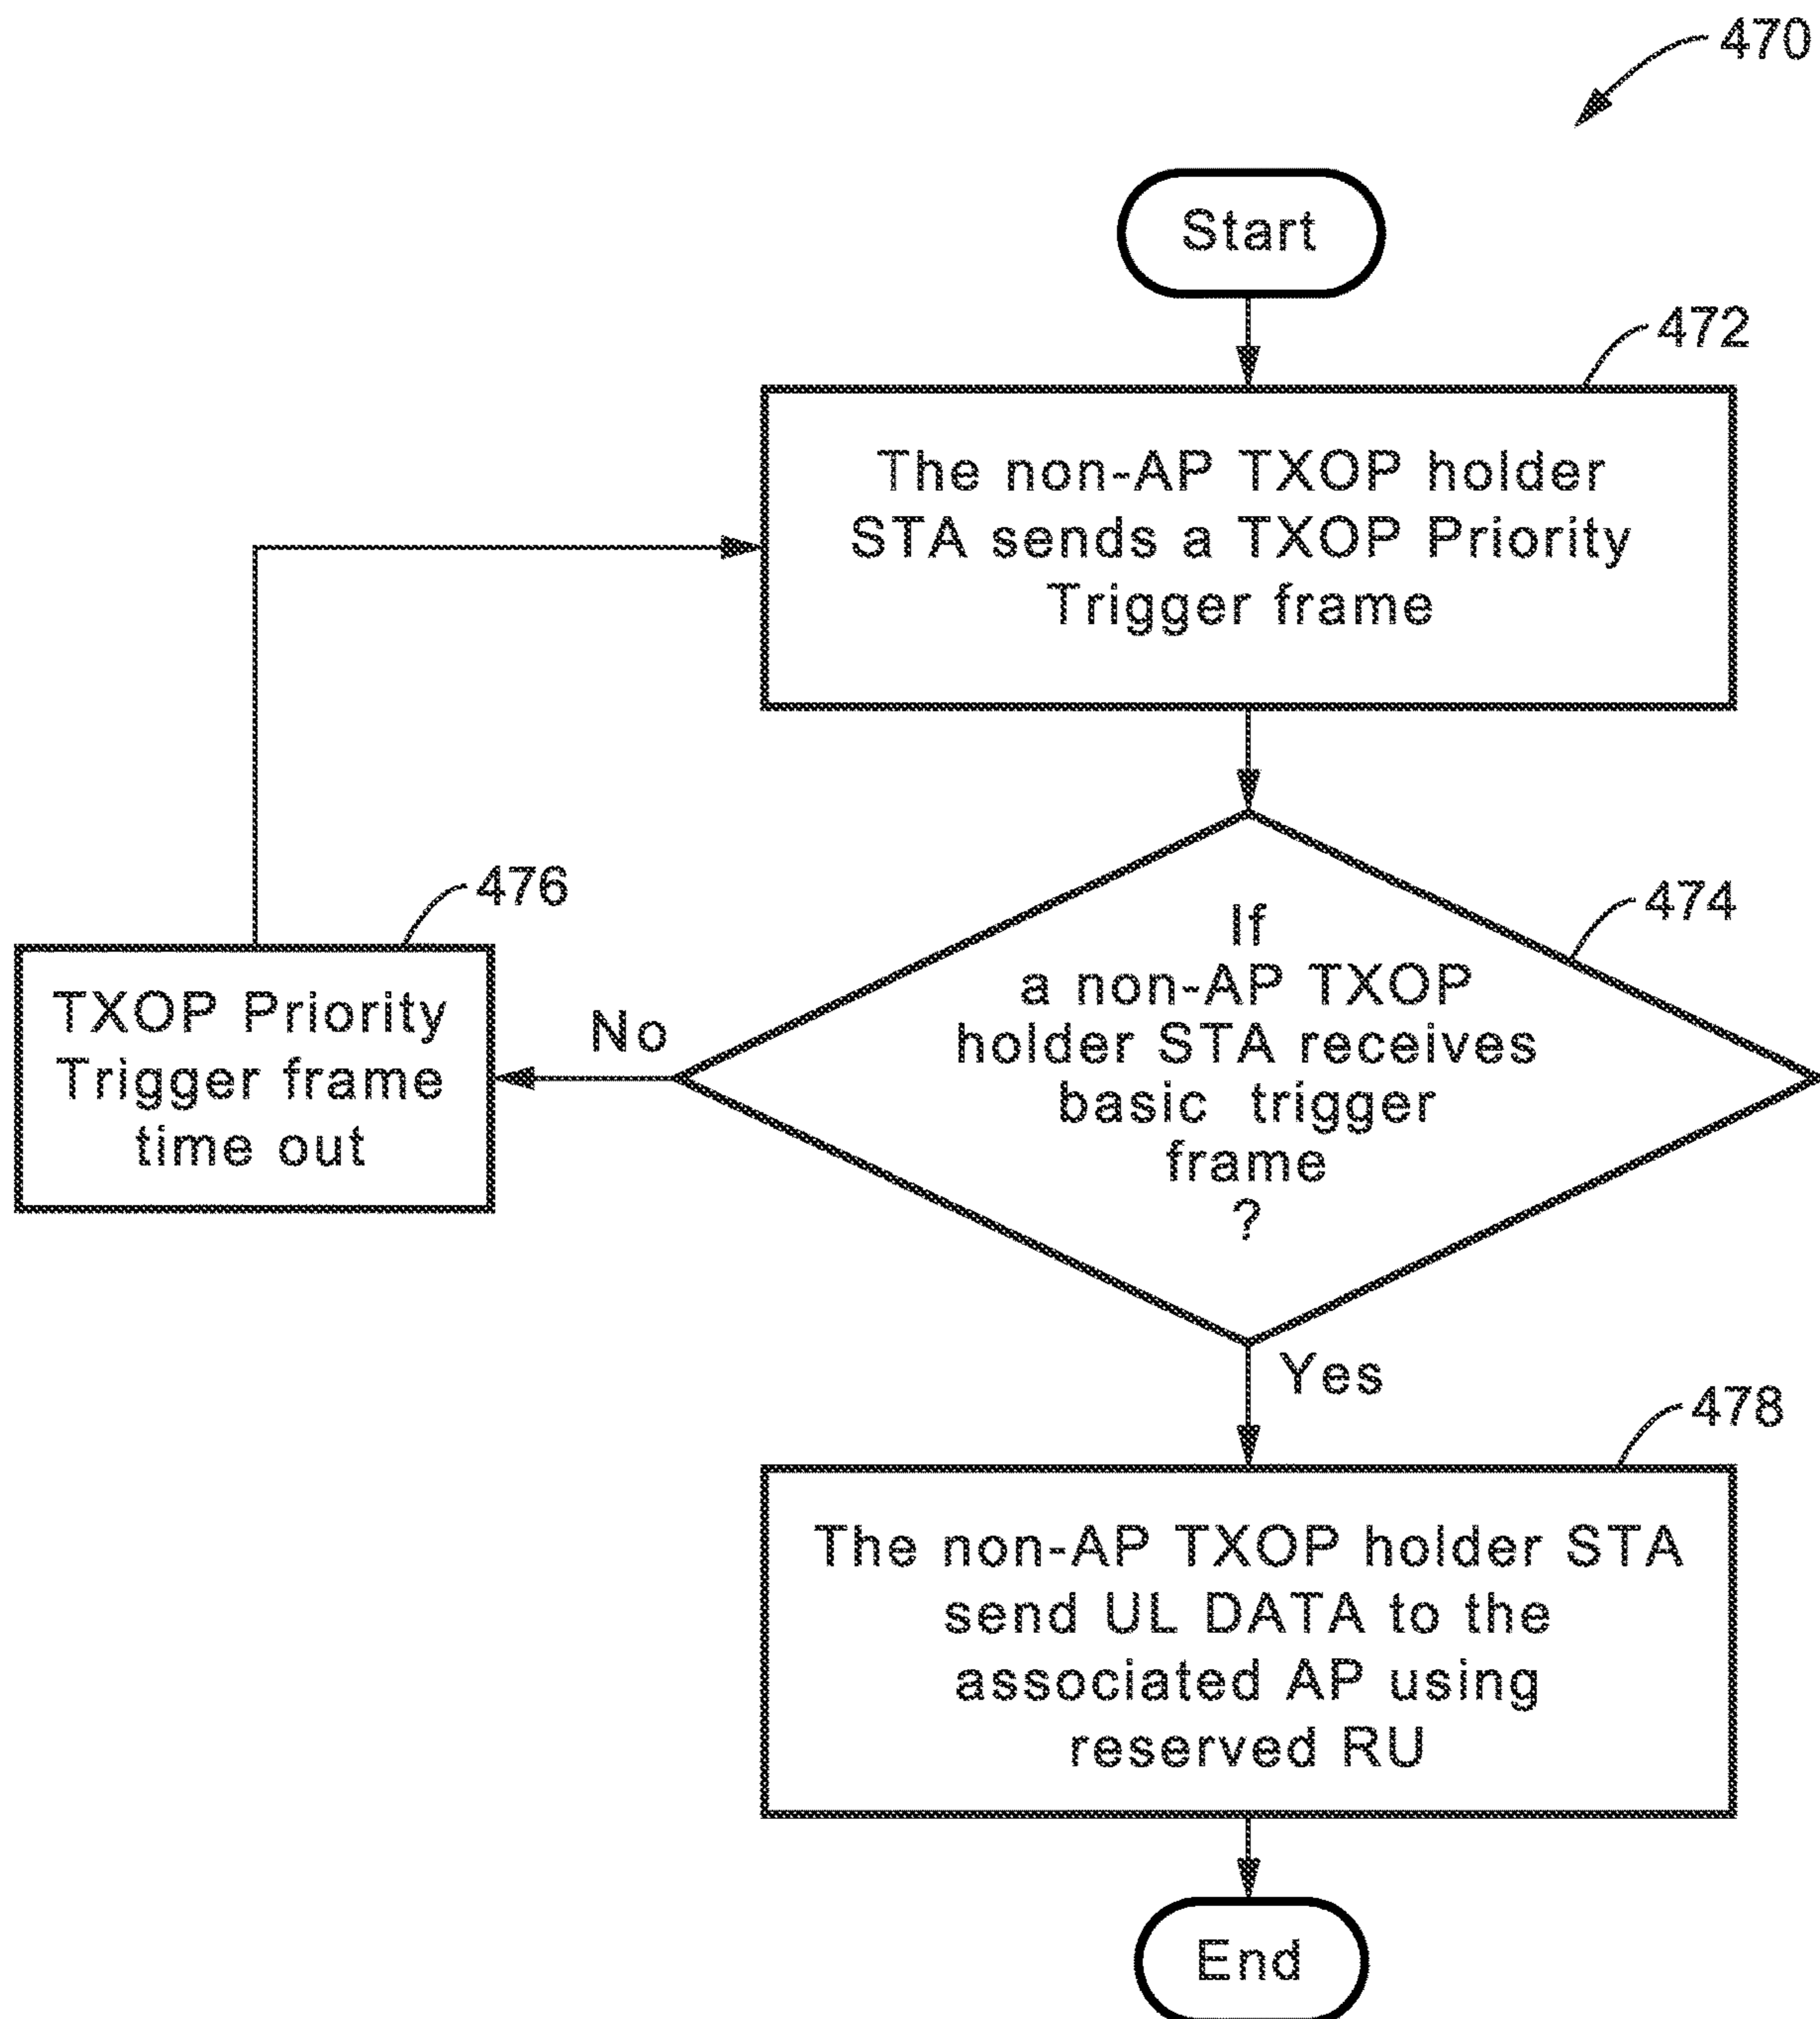 470
Start
472
The non-AP TXOP holder
STA sends a TXOP Priority
Trigger frame
476
474
TXOP Priority
Trigger frame
time out
No
If
a non-AP TXOP
holder STA receives
basic trigger
frame
?
Yes
478
The non-AP TXOP holder STA
send UL DATA to the
associated AP using
reserved RU
End